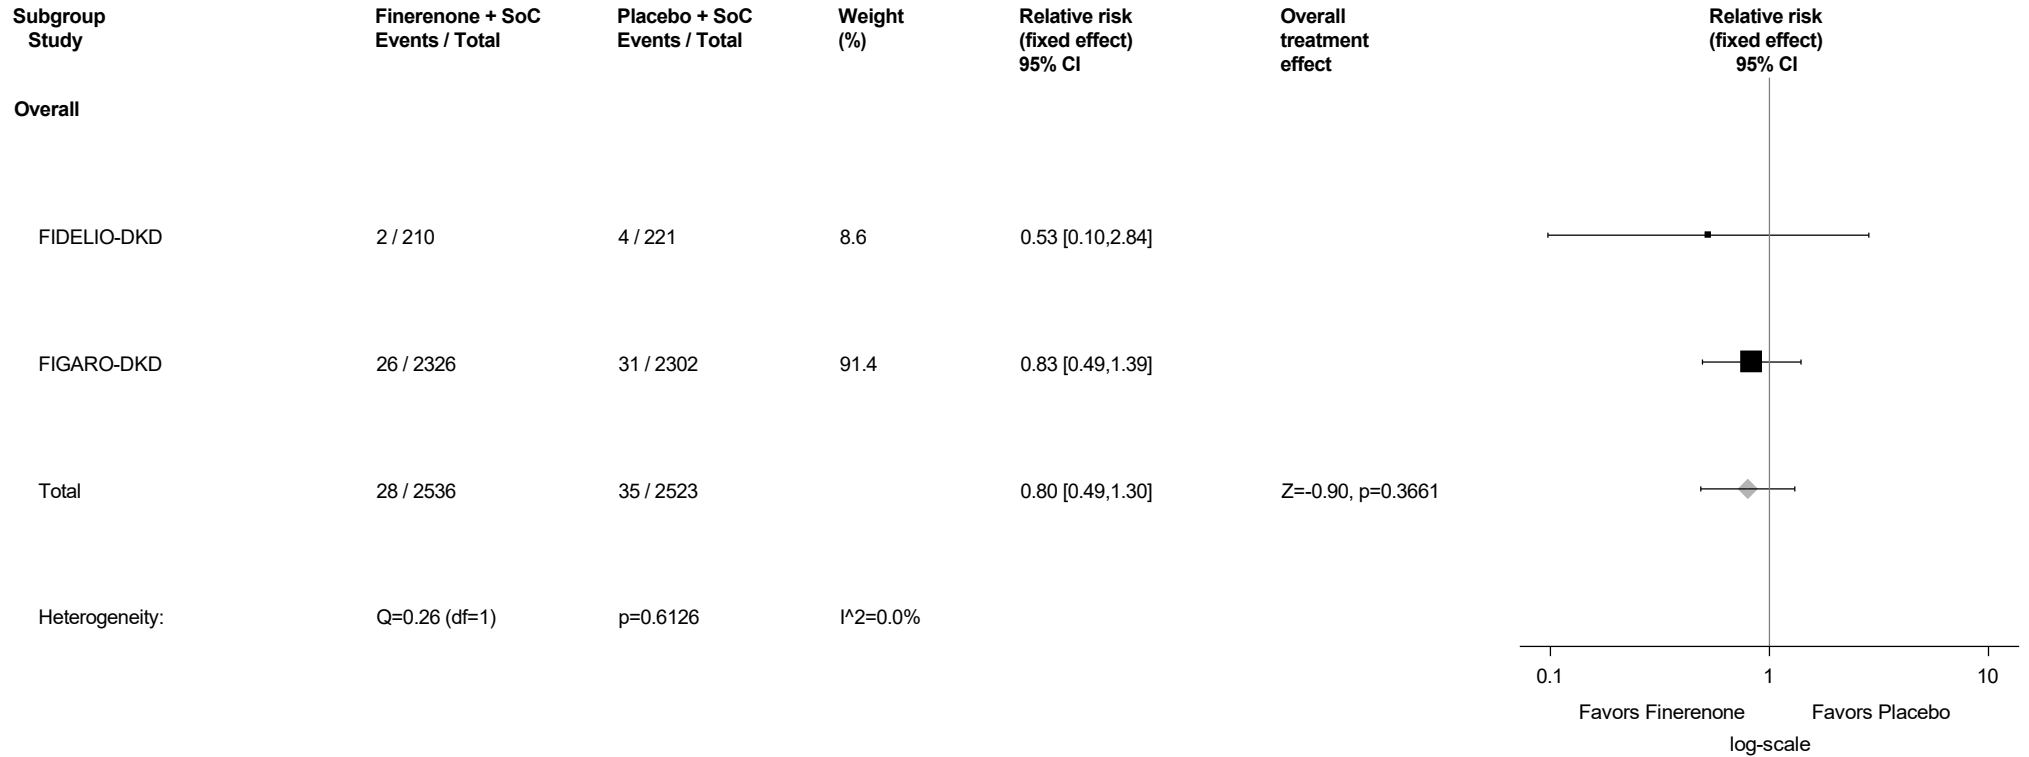 Subgroup Finerenone + SoC Placebo + SoC Weight Relative risk Overall Relative risk
Study Events / Total Events / Total (%) (fixed effect) treatment (fixed effect)
95% CI effect 95% CI
Overall
FIDELIO-DKD 2 / 210 4 / 221 8.6 0.53 [0.10,2.84]
FIGARO-DKD 26 / 2326 31 / 2302 91.4 0.83 [0.49,1.39]
Total 28 / 2536 35 / 2523 0.80 [0.49,1.30] Z=-0.90, p=0.3661
Heterogeneity: Q=0.26 (df=1) p=0.6126 I^2=0.0%
0.1 1 10
Favors Finerenone Favors Placebo
log-scale